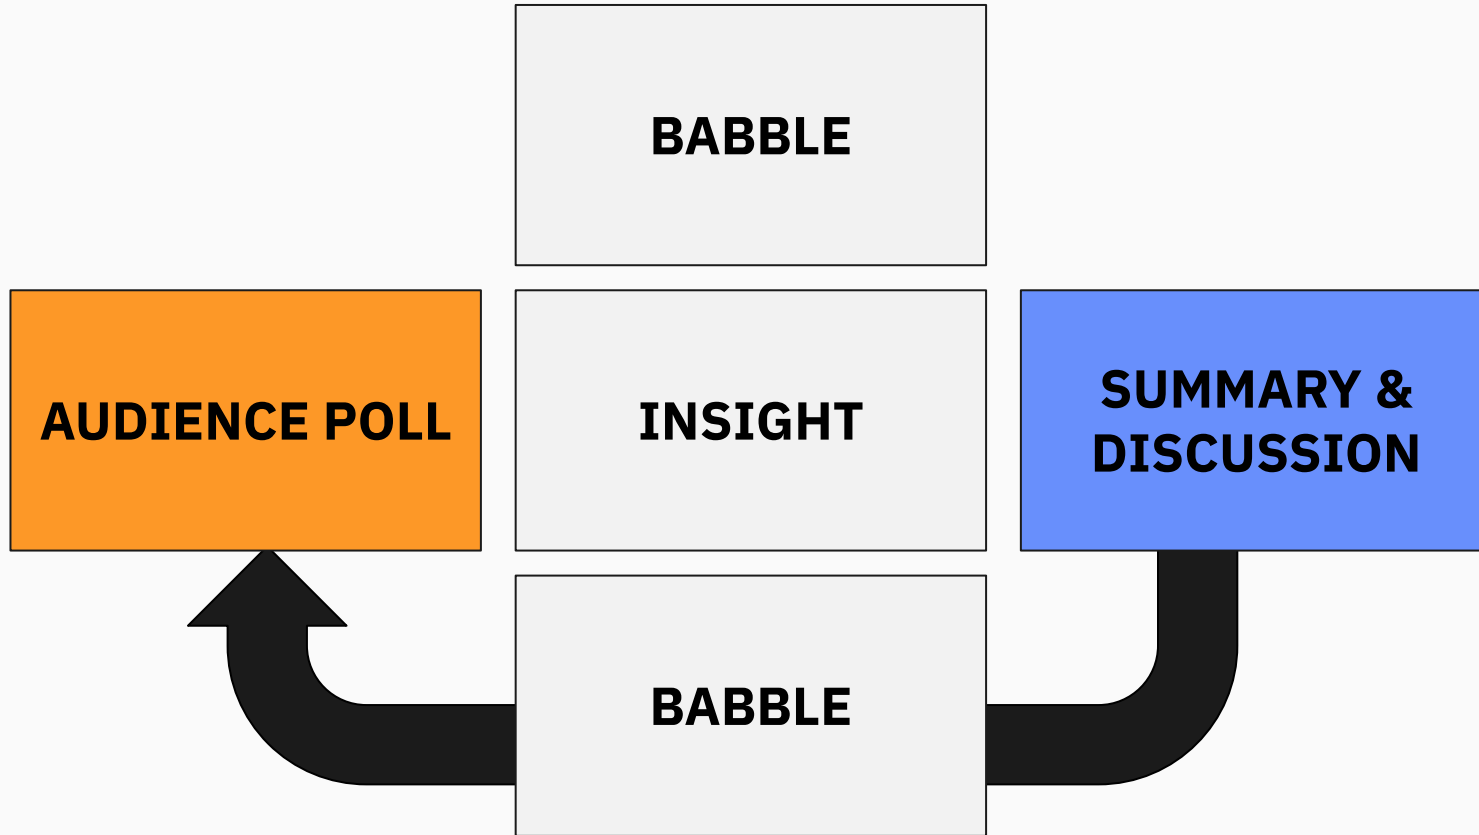 BABBLE
AUDIENCE POLL
INSIGHT
SUMMARY &
DISCUSSION
BABBLE